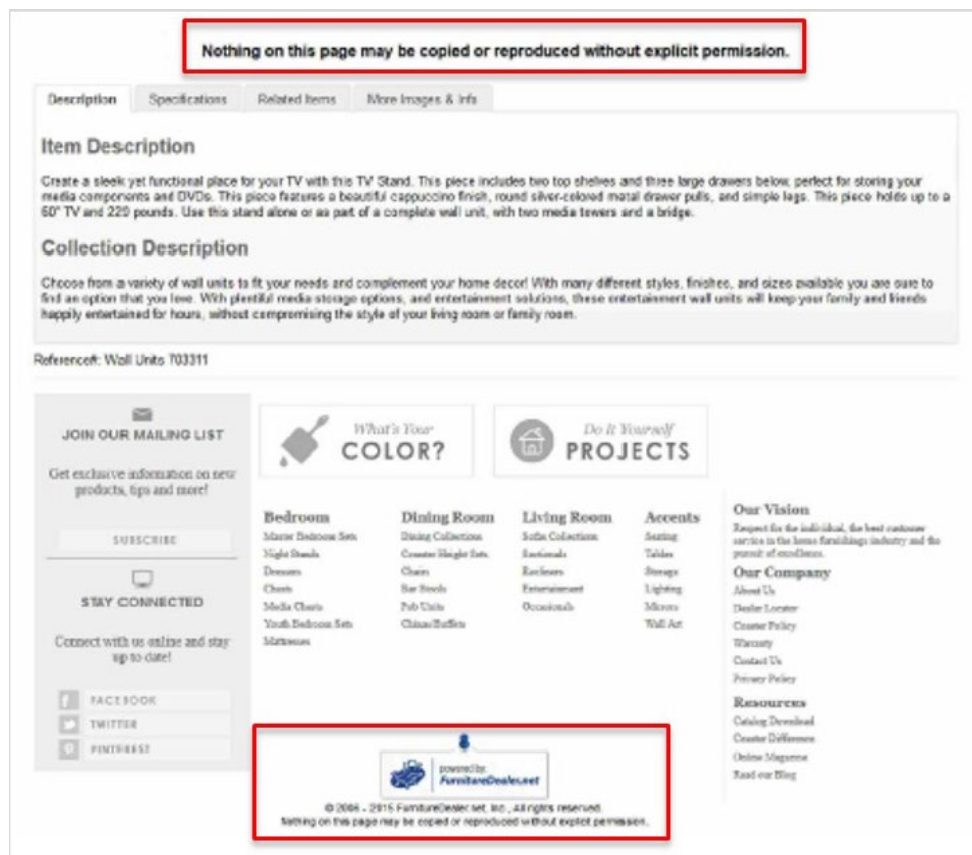 Nothing on this page may be copied or reproduced without explicit permission.
Description Specifications Related Items More Images & Info
Item Description
Create a sleek yet functional place for your TV with this TV Stand. This piece includes two top shelves and three large drawers below, perfect for storing your
media components and DVDs. This piece features a beautiful cappuccino finish, round silver-colored metal drawer pulls, and simple legs. This piece holds up to a
60" TV and 220 pounds. Use this stand alone or as part of a complete wall unit, with two media towers and a bridge.
Collection Description
Choose from a variety of wall units to fit your needs and complement your home decor! With many different styles, finishes, and sizes available you are sure to
find an option that you love. With plentiful media storage options, and entertainment solutions, these entertainment wall units will keep your family and friends
happily entertained for hours, without compromising the style of your living room or family room.
Reference#: Wall Units 703311
JOIN OUR MAILING LIST
Get exclusive information on new
products, tips and more!
SUBSCRIBE
STAY CONNECTED
Connect with us online and stay
up to date!
FACEBOOK
TWITTER
PINTEREST
What's Your
COLOR?
Do It Yourself
PROJECTS
Bedroom
Master Bedroom Sets
Night Stands
Dressers
Chests
Media Chests
Youth Bedroom Sets
Mattresses
Dining Room
Dining Collections
Counter Height Sets
Chairs
Bar Stools
Pub Units
Chinas/Buffets
Living Room
Sofa Collections
Sectionals
Recliners
Entertainment
Occasionals
Accents
Seating
Tables
Storage
Lighting
Mirrors
Wall Art
Our Vision
Respect for the individual, the best customer
service in the home furnishings industry and the
pursuit of excellence.
Our Company
About Us
Dealer Locator
Coaster Policy
Warranty
Contact Us
Privacy Policy
Resources
Catalog Download
Coaster Difference
Online Magazine
Read our Blog
powered by:
FurnitureDealer.net
© 2006 - 2015 FurnitureDealer.net, Inc., All rights reserved.
Nothing on this page may be copied or reproduced without explicit permission.